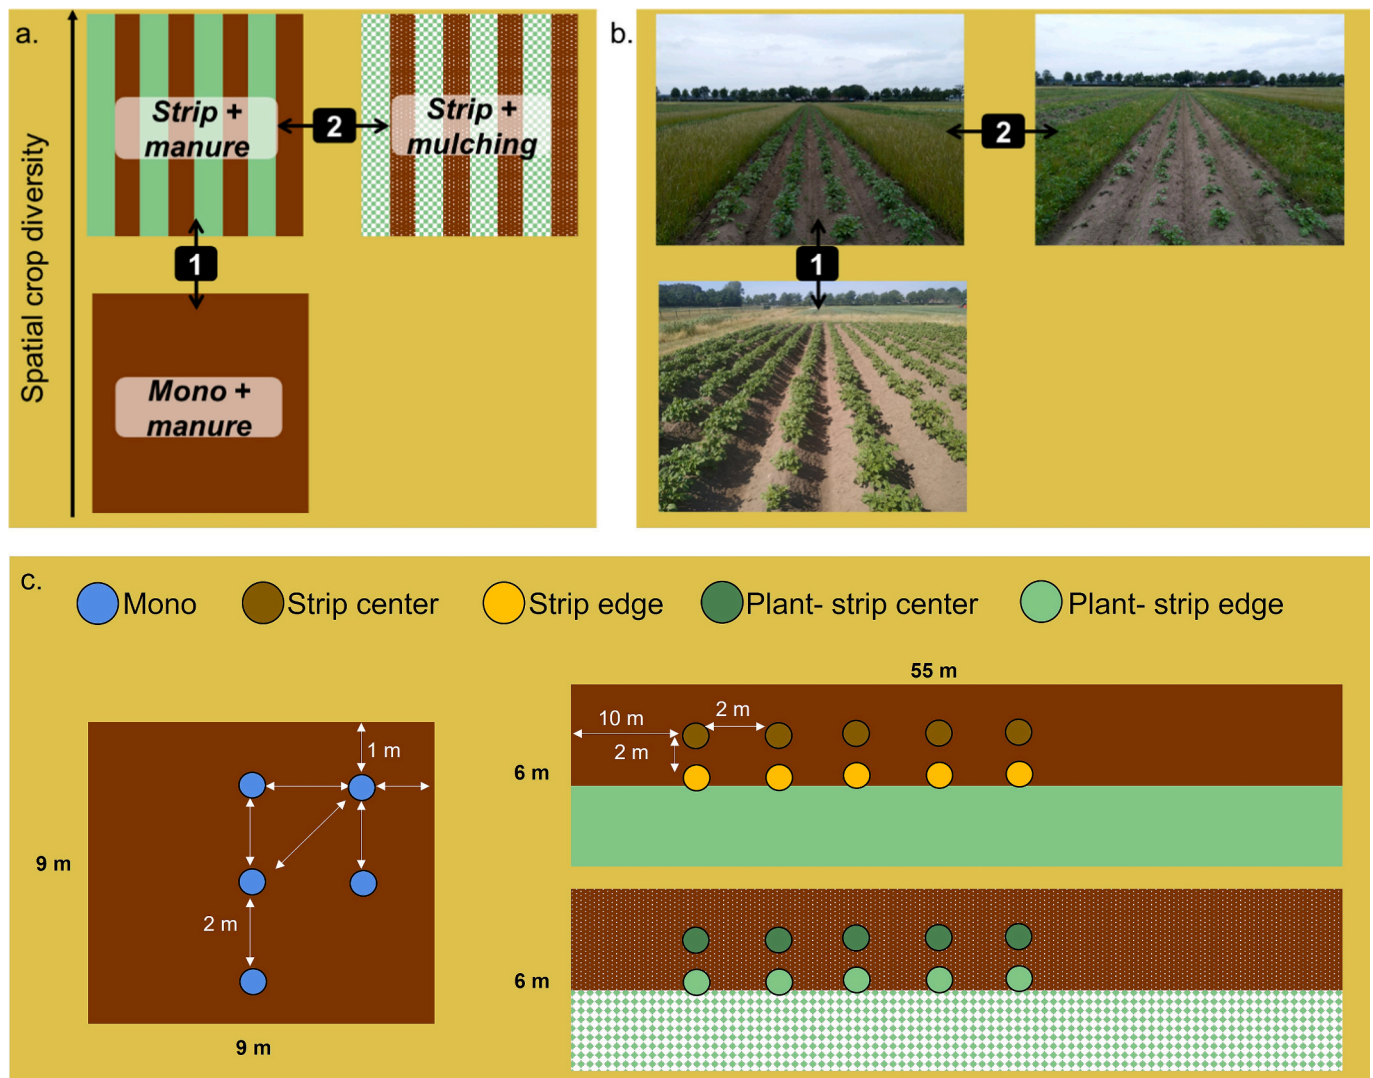 a.
Spatial crop diversity
Strip +
manure
2
Strip +
mulching
1
Mono +
manure
b.
2
1
c.
Mono
Strip center
Strip edge
Plant- strip center
Plant- strip edge
1 m
9 m
2 m
9 m
55 m
10 m
2 m
2 m
6 m
6 m